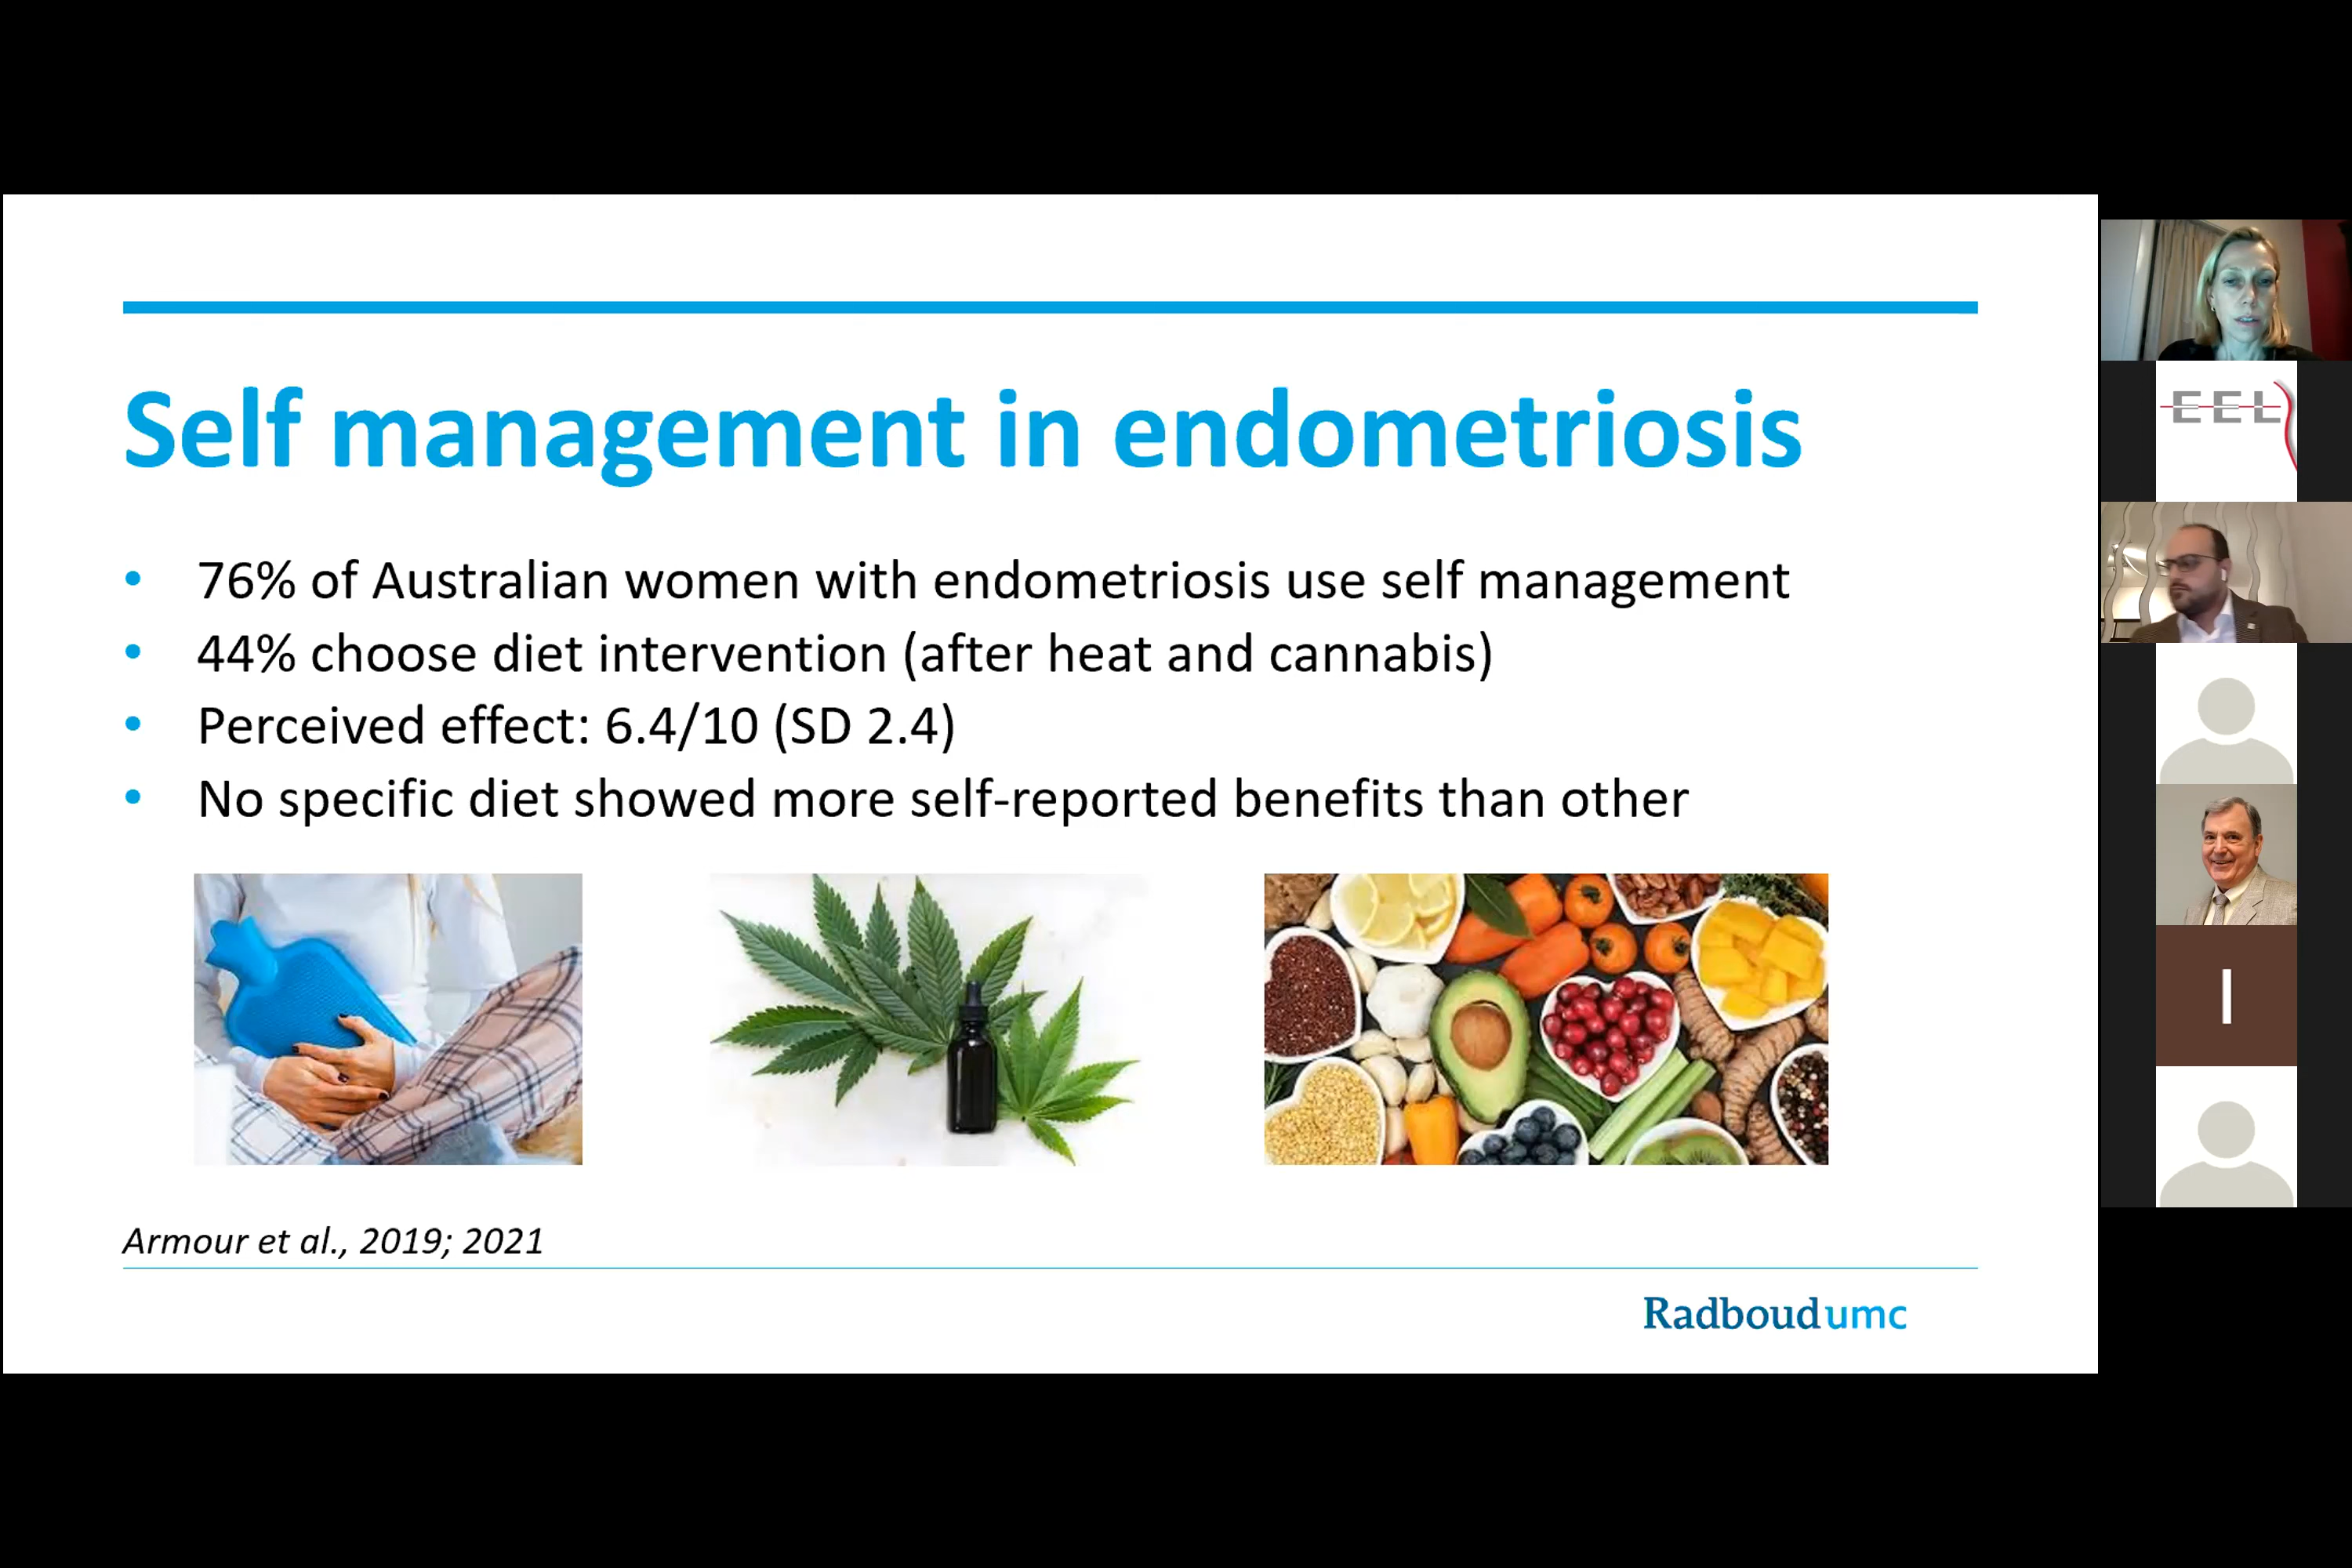 Self management in endometriosis
• 76% of Australian women with endometriosis use self management
• 44% choose diet intervention (after heat and cannabis)
• Perceived effect: 6.4/10 (SD 2.4)
• No specific diet showed more self-reported benefits than other
Armour et al., 2019; 2021
Radboudumc
EEL
I